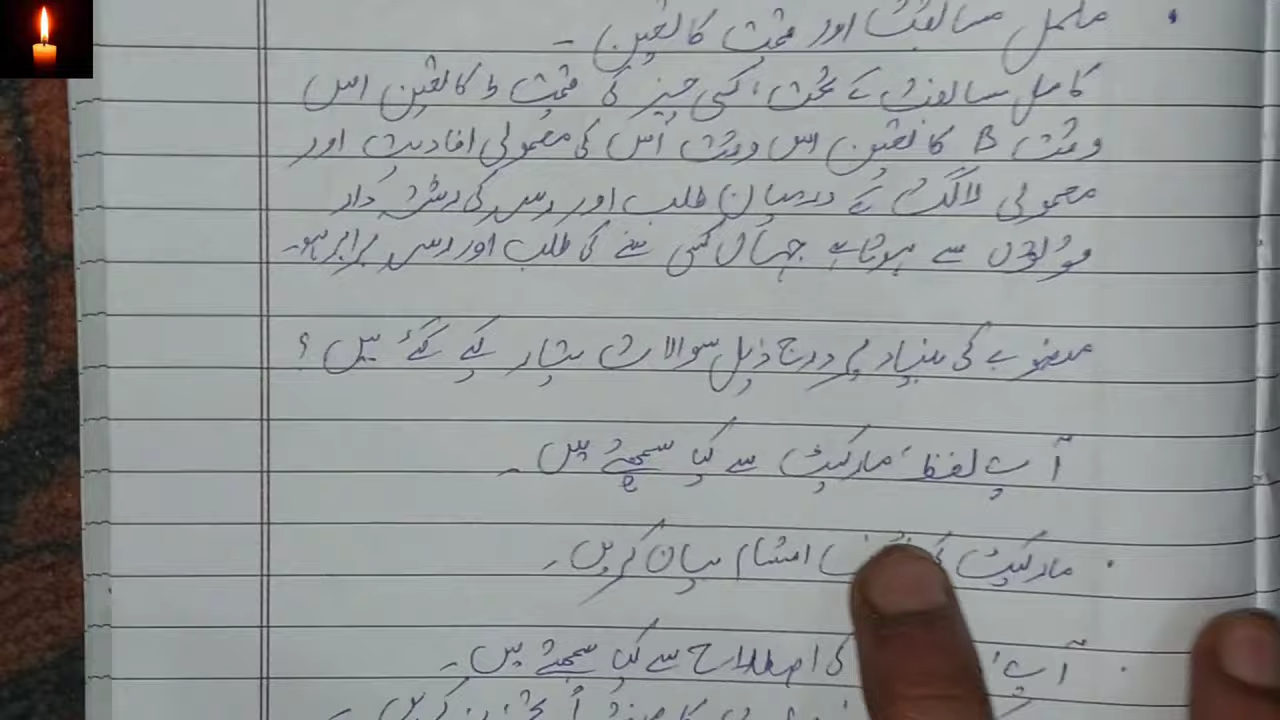 مکمل مسابقت اور قیمت کا تعین ۔
کامل مسابقت کے تحت، کسی چیز کی قیمت کا تعین اس
وقت B کا تعین اس وقت اُس کی معمولی افادیت اور
معمولی لاگت کے درمیان طلب اور رسد کی رشتہ دار
قوتوں سے ہوتا ہے جہاں کسی شے کی طلب اور رسد برابر ہو۔
منصوبے کی بنیاد پر درج ذیل سوالات تیار کیے گئے ہیں ؟
آپ لفظ مارکیٹ سے کیا سمجھتے ہیں ۔
مارکیٹ کی اقسام بیان کریں ۔
آپ کی اصطلاح سے کیا سمجھتے ہیں ۔
کریں ۔